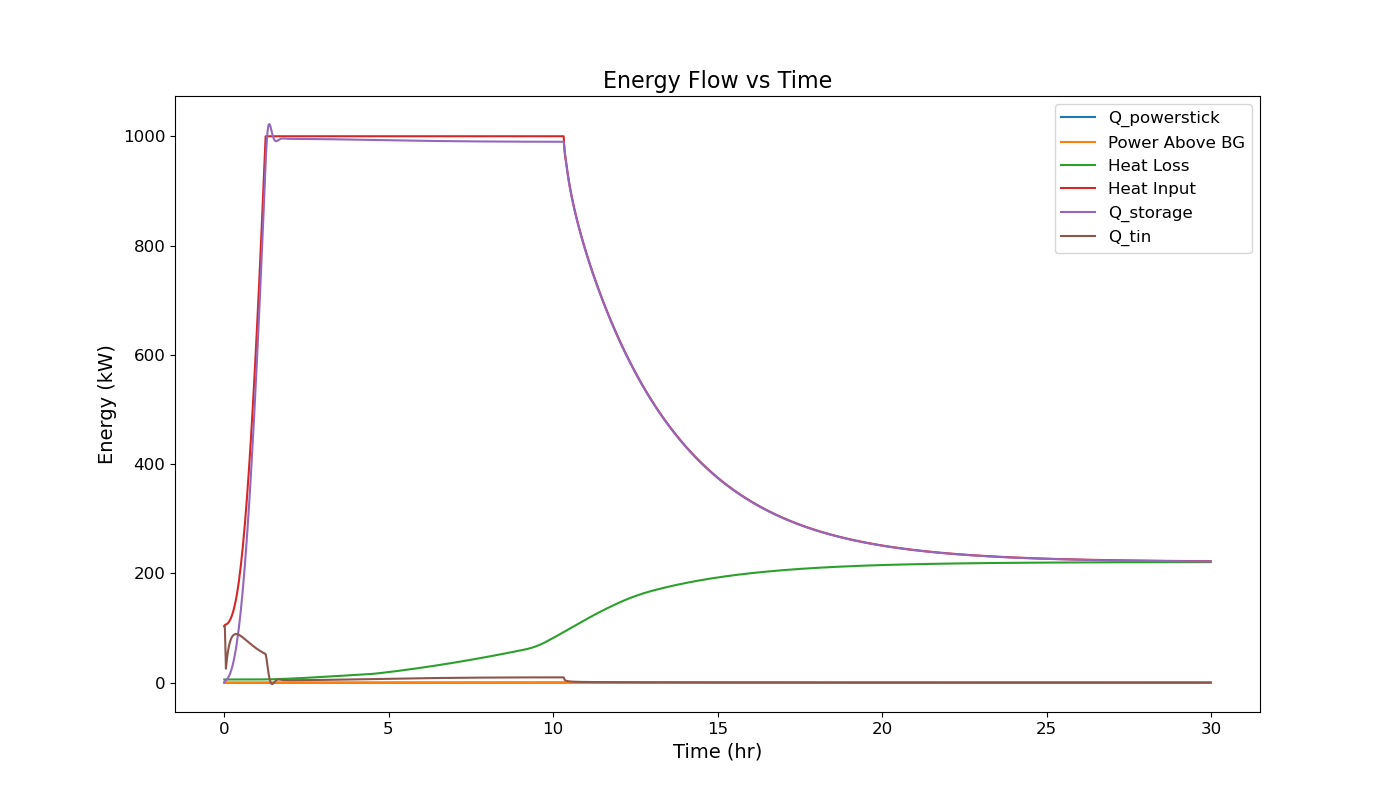 Energy Flow vs Time
Q_powerstick
Power Above BG
Heat Loss
Heat Input
Q_storage
Q_tin
Energy (kW)
1000
800
600
400
200
0
0 5 10 15 20 25 30
Time (hr)